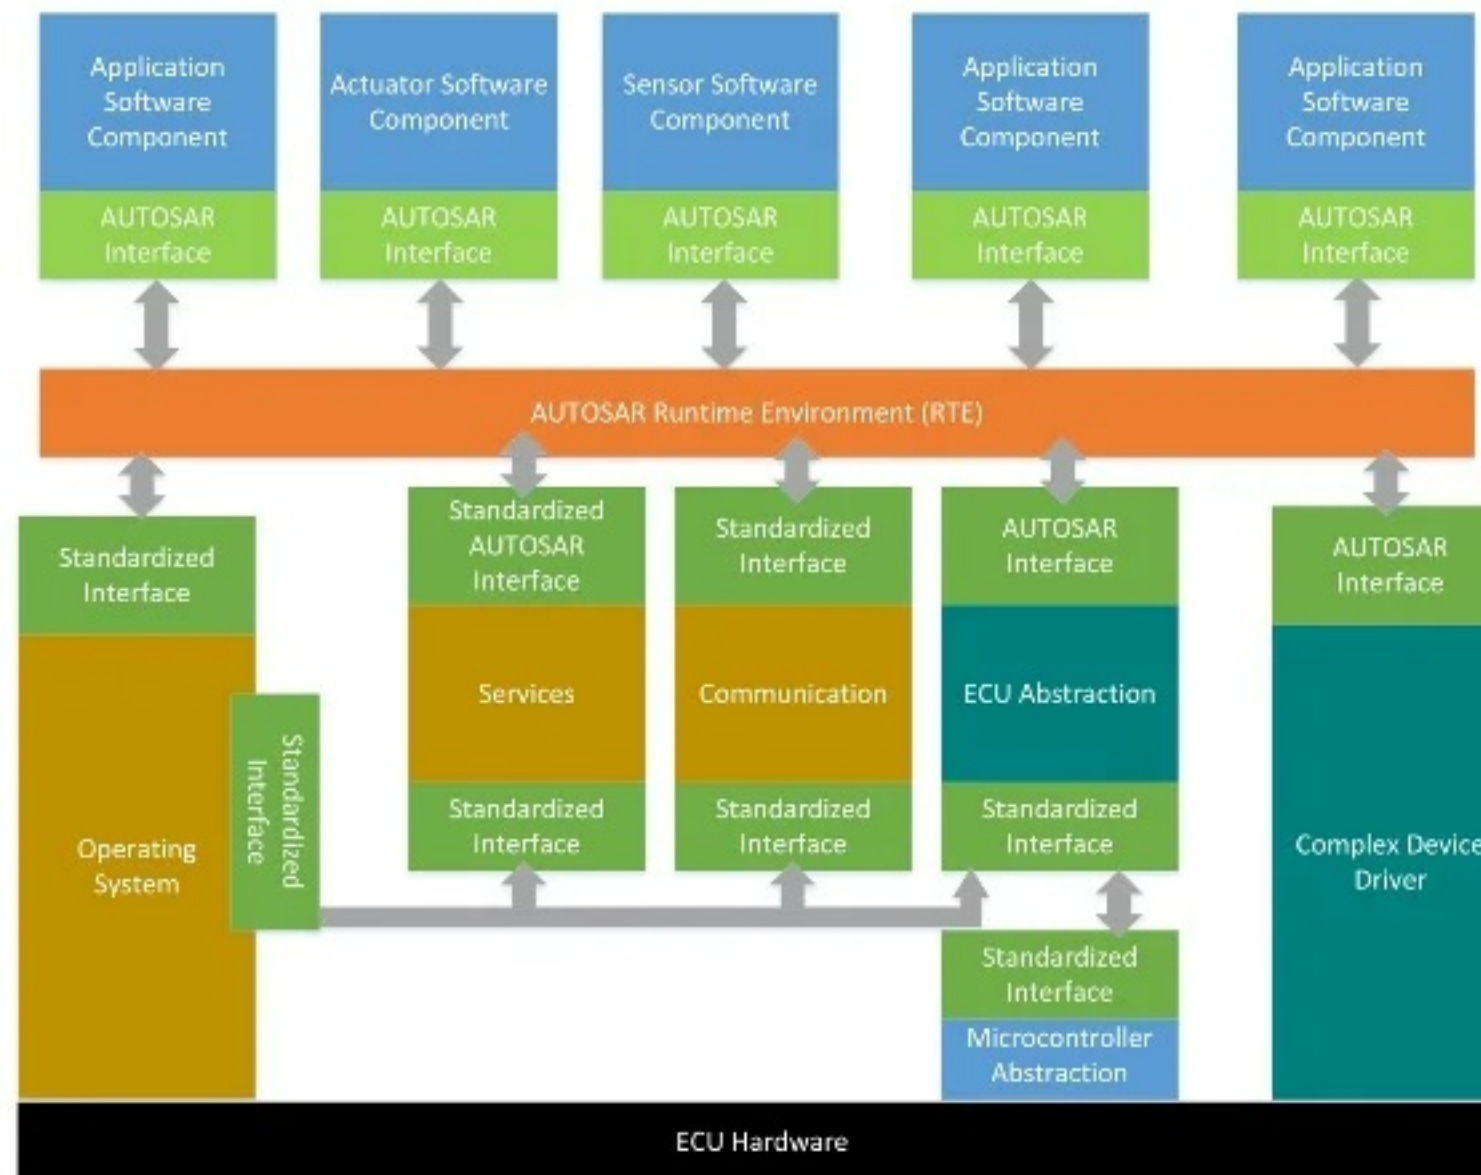 Application
Software
Component
AUTOSAR
Interface
Actuator Software
Component
AUTOSAR
Interface
Sensor Software
Component
AUTOSAR
Interface
Application
Software
Component
AUTOSAR
Interface
Application
Software
Component
AUTOSAR
Interface
AUTOSAR Runtime Environment (RTE)
Standardized
Interface
Operating
System
Standardized
Interface
Standardized
AUTOSAR
Interface
Services
Standardized
Interface
Standardized
Interface
Communication
Standardized
Interface
AUTOSAR
Interface
ECU Abstraction
Standardized
Interface
Standardized
Interface
Microcontroller
Abstraction
AUTOSAR
Interface
Complex Device
Driver
ECU Hardware